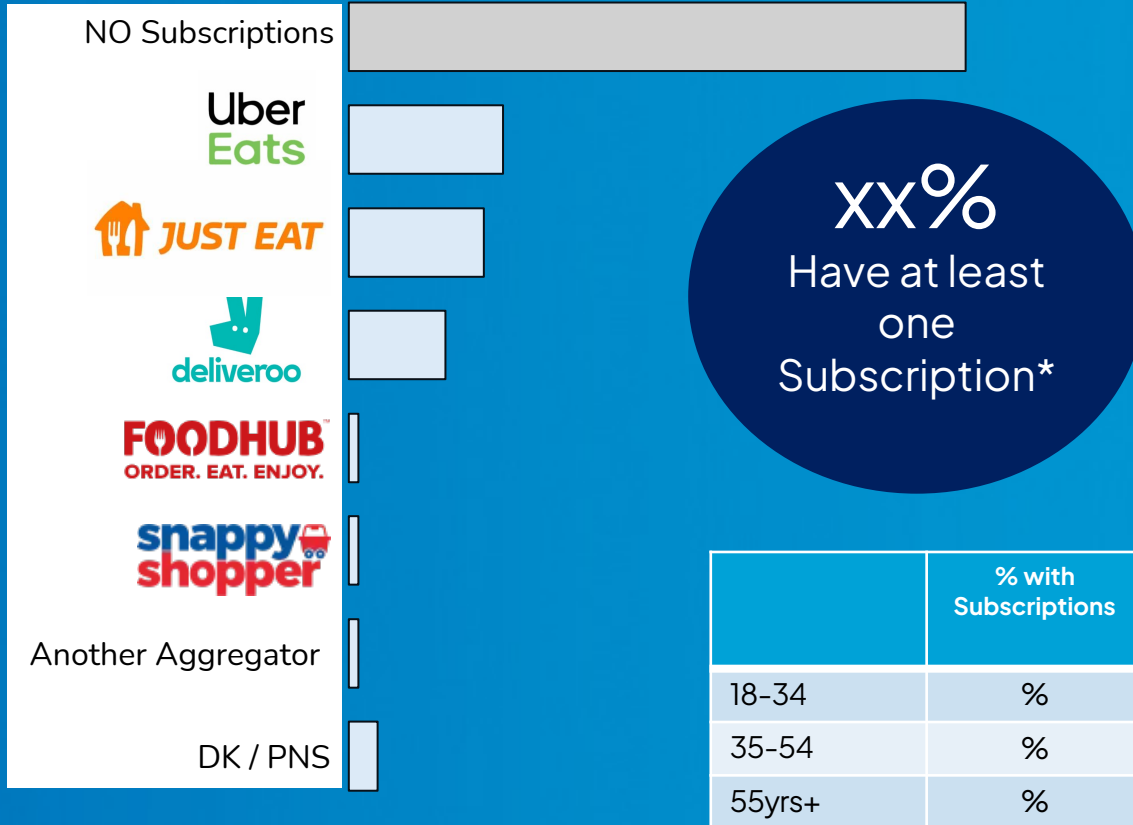 NO Subscriptions
Uber
Eats
JUST EAT
deliveroo
FOODHUB™
ORDER. EAT. ENJOY.
snappy
shopper
Another Aggregator
DK / PNS
xx%
Have at least
one
Subscription*
% with
Subscriptions
18-34 %
35-54 %
55yrs+ %